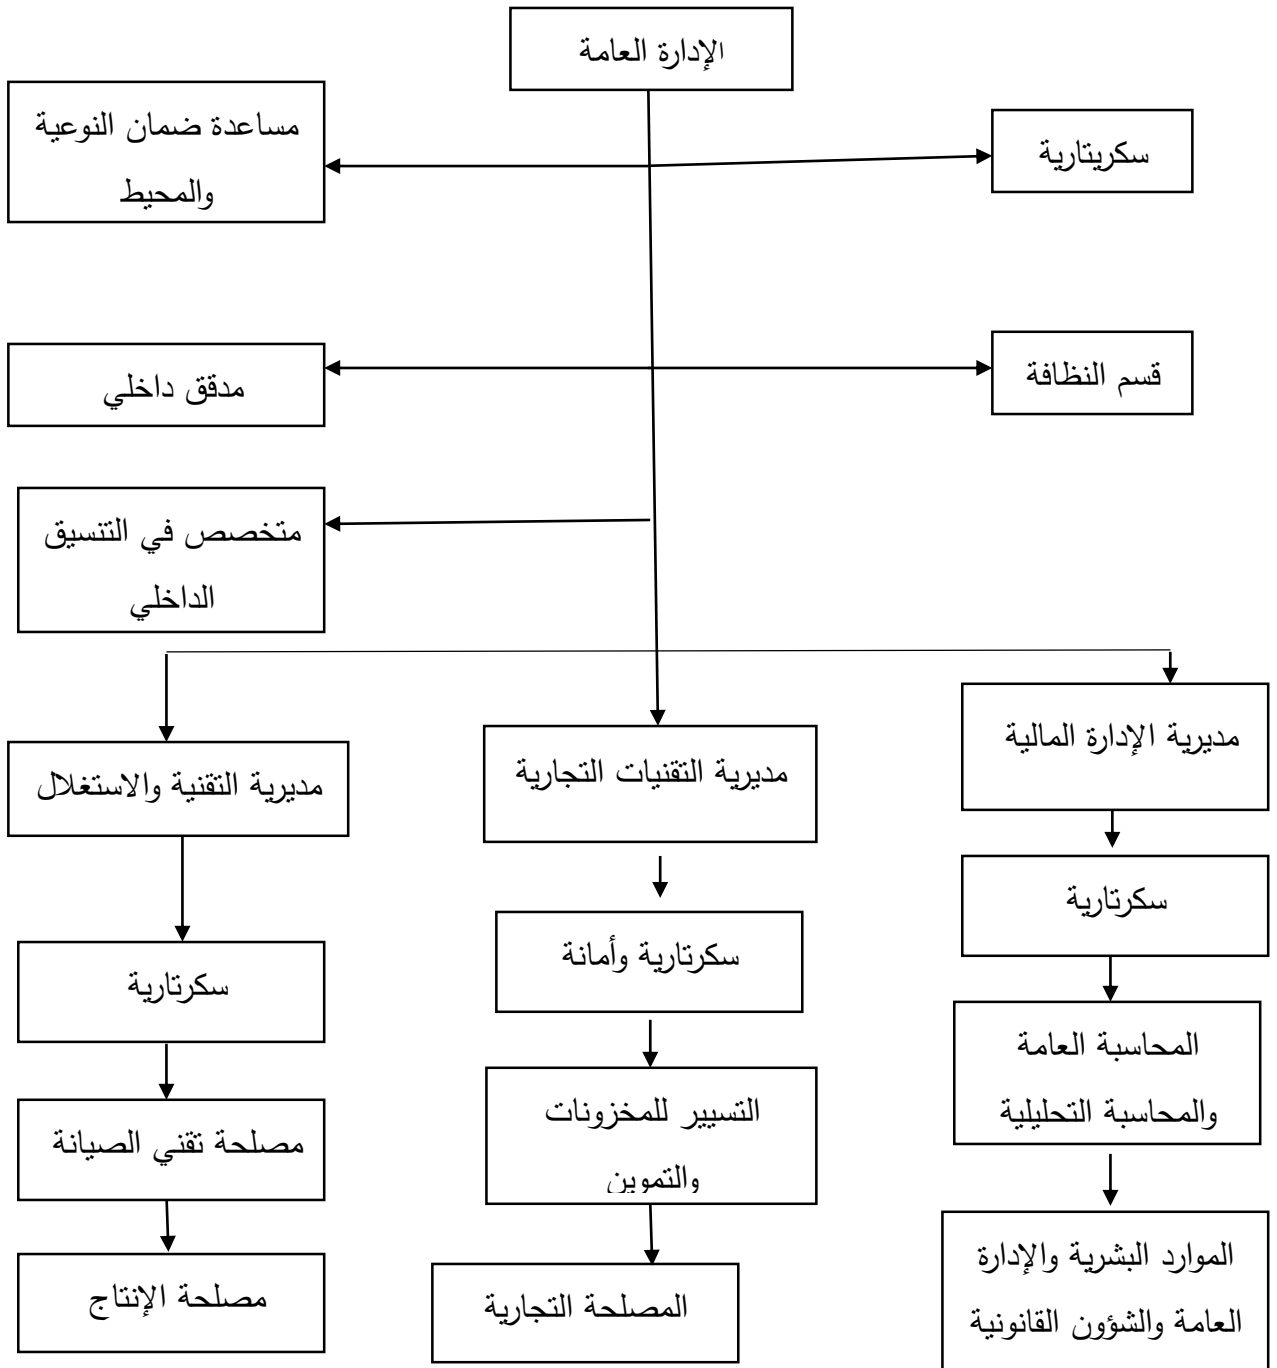 الإدارة العامة
سكريتارية
مساعدة ضمان النوعية
والمحيط
قسم النظافة
مدقق داخلي
متخصص في التنسيق
الداخلي
مديرية الإدارة المالية
مديرية التقنيات التجارية
مديرية التقنية والاستغلال
سكرتارية
سكرتارية وأمانة
سكرتارية
المحاسبة العامة
والمحاسبة التحليلية
التسيير للمخزونات
والتموين
مصلحة تقني الصيانة
الموارد البشرية والإدارة
العامة والشؤون القانونية
المصلحة التجارية
مصلحة الإنتاج